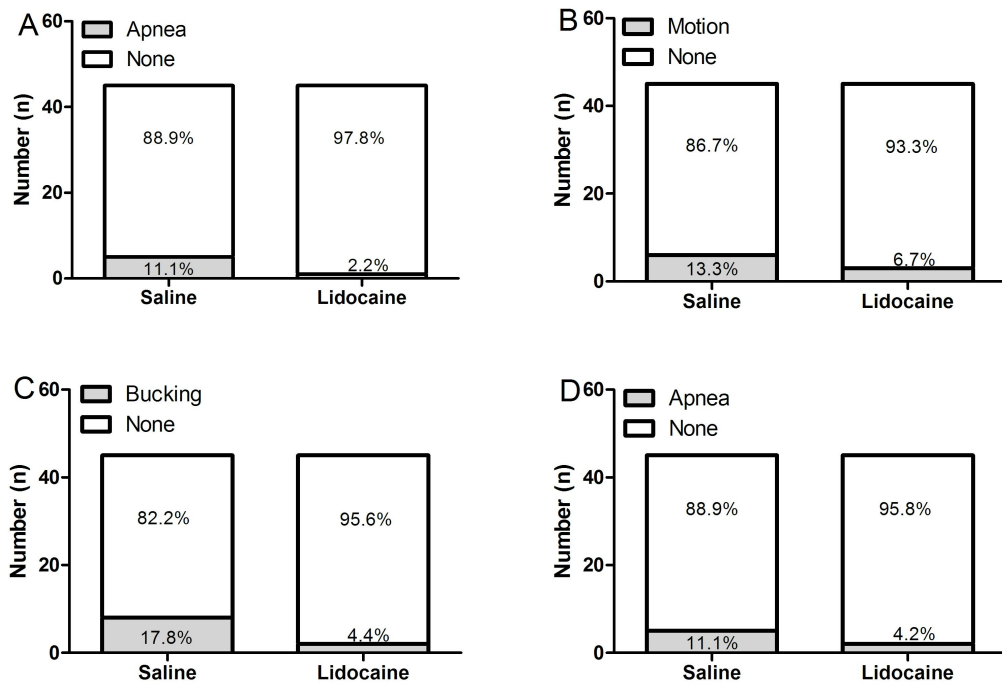 A
60
40
20
0
Number (n)
Apnea
None
88.9%
97.8%
11.1%
2.2%
Saline
Lidocaine
B
60
40
20
0
Number (n)
Motion
None
86.7%
93.3%
13.3%
6.7%
Saline
Lidocaine
C
60
40
20
0
Number (n)
Bucking
None
82.2%
95.6%
17.8%
4.4%
Saline
Lidocaine
D
60
40
20
0
Number (n)
Apnea
None
88.9%
95.8%
11.1%
4.2%
Saline
Lidocaine